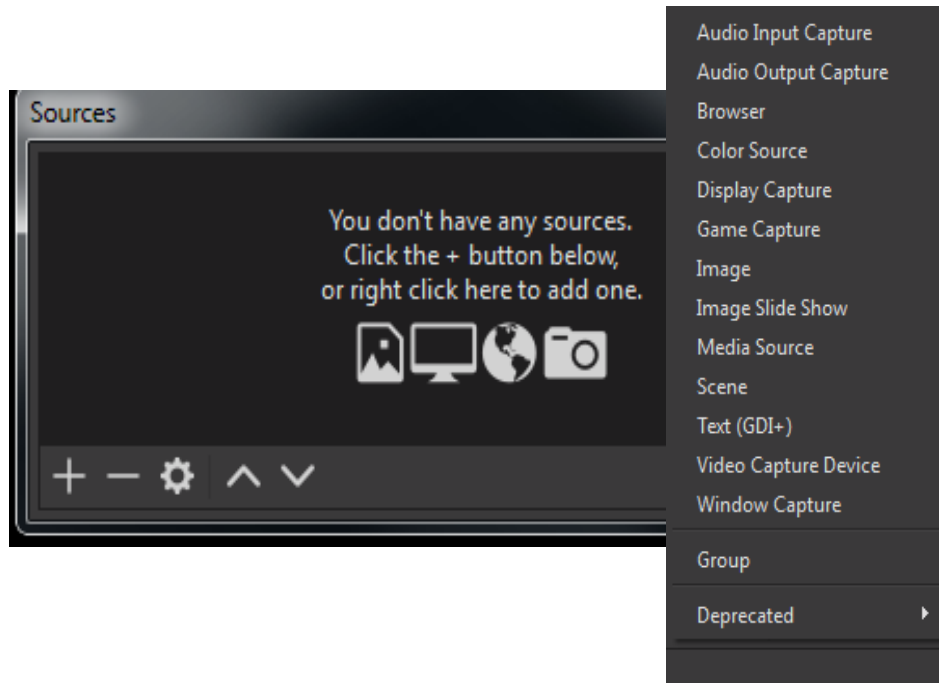 Sources
You don't have any sources.
Click the + button below,
or right click here to add one.
Audio Input Capture
Audio Output Capture
Browser
Color Source
Display Capture
Game Capture
Image
Image Slide Show
Media Source
Scene
Text (GDI+)
Video Capture Device
Window Capture
Group
Deprecated